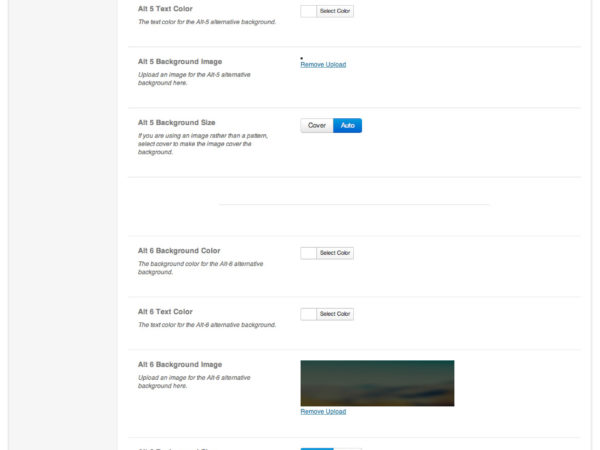 Alt 5 Text Color
Select Color
The text color for the Alt-5 alternative background.
Alt 5 Background Image
Remove Upload
Upload an image for the Alt-5 alternative
background here.
Alt 5 Background Size
Cover Auto
If you are using an image rather than a pattern,
select cover to make the image cover the
background.
Alt 6 Background Color
Select Color
The background color for the Alt-6 alternative
background.
Alt 6 Text Color
Select Color
The text color for the Alt-6 alternative background.
Alt 6 Background Image
Upload an image for the Alt-6 alternative
background here.
Remove Upload